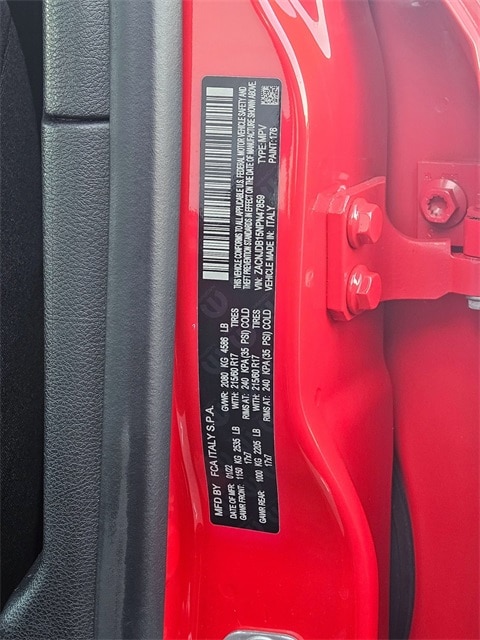 MFD BY FCA ITALY S.P.A.
DATE OF MFR: 01/22 GVWR: 2080 KG 4586 LB
GAWR FRONT: 1150 KG 2535 LB WITH: 215/60 R17 TIRES
17x7 RIMS AT: 240 KPA(35 PSI) COLD
GAWR REAR: 1000 KG 2205 LB WITH: 215/60 R17 TIRES
17x7 RIMS AT: 240 KPA(35 PSI) COLD
THIS VEHICLE CONFORMS TO ALL APPLICABLE U.S. FEDERAL MOTOR VEHICLE SAFETY AND
THEFT PREVENTION STANDARDS IN EFFECT ON THE DATE OF MANUFACTURE SHOWN ABOVE.
VIN: ZACNJDB15NPN47859 TYPE: MPV
VEHICLE MADE IN: ITALY PAINT: 176